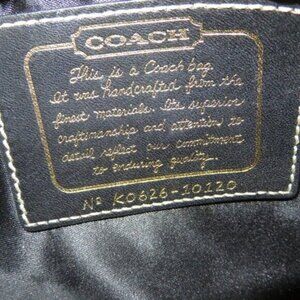 COACH
This is a Coach bag.
It was handcrafted from the
finest materials. Its superior
craftsmanship and attention to
detail reflect our commitment
to enduring quality.
Nº K0626-10120